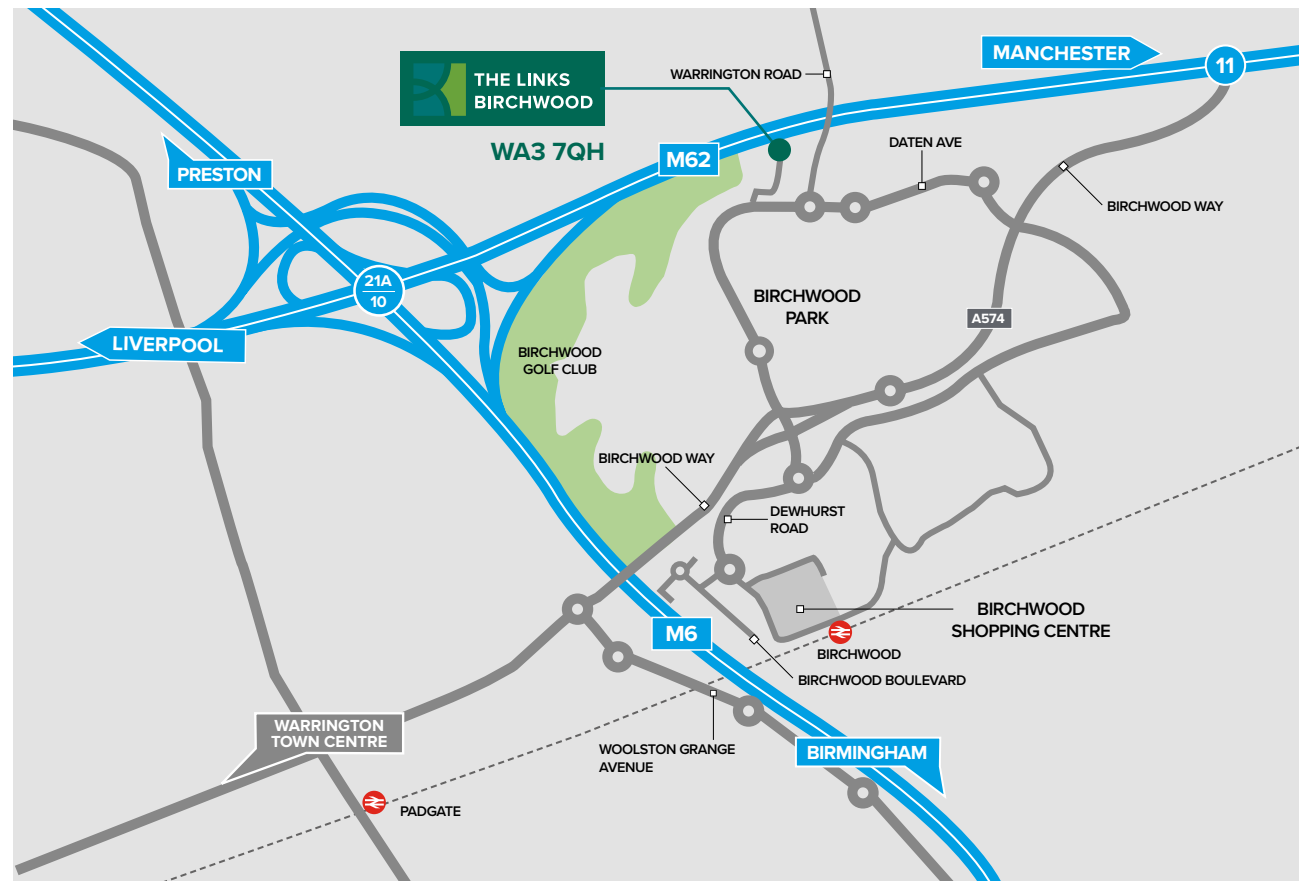 MANCHESTER
11
THE LINKS
BIRCHWOOD
WARRINGTON ROAD
WA3 7QH
M62
DATEN AVE
PRESTON
BIRCHWOOD WAY
21A
10
BIRCHWOOD
PARK
A574
LIVERPOOL
BIRCHWOOD
GOLF CLUB
BIRCHWOOD WAY
DEWHURST
ROAD
BIRCHWOOD
SHOPPING CENTRE
M6
BIRCHWOOD
BIRCHWOOD BOULEVARD
WARRINGTON
TOWN CENTRE
WOOLSTON GRANGE
AVENUE
BIRMINGHAM
PADGATE